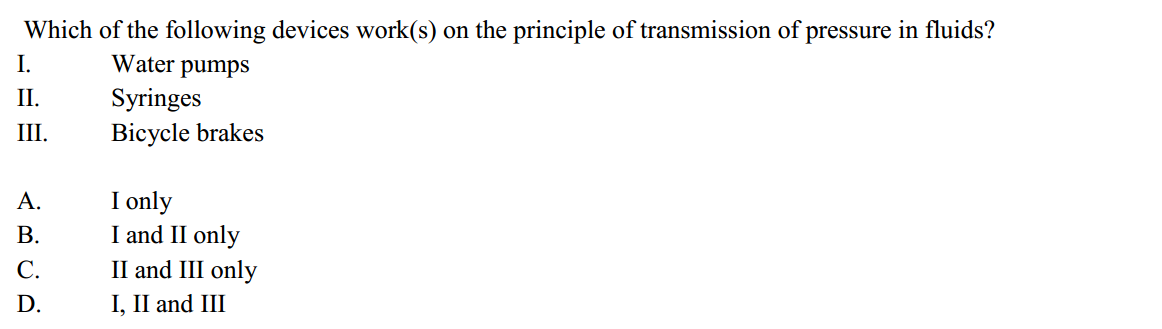 Which of the following devices work(s) on the principle of transmission of pressure in fluids?
I. Water pumps
II. Syringes
III. Bicycle brakes
A. I only
B. I and II only
C. II and III only
D. I, II and III